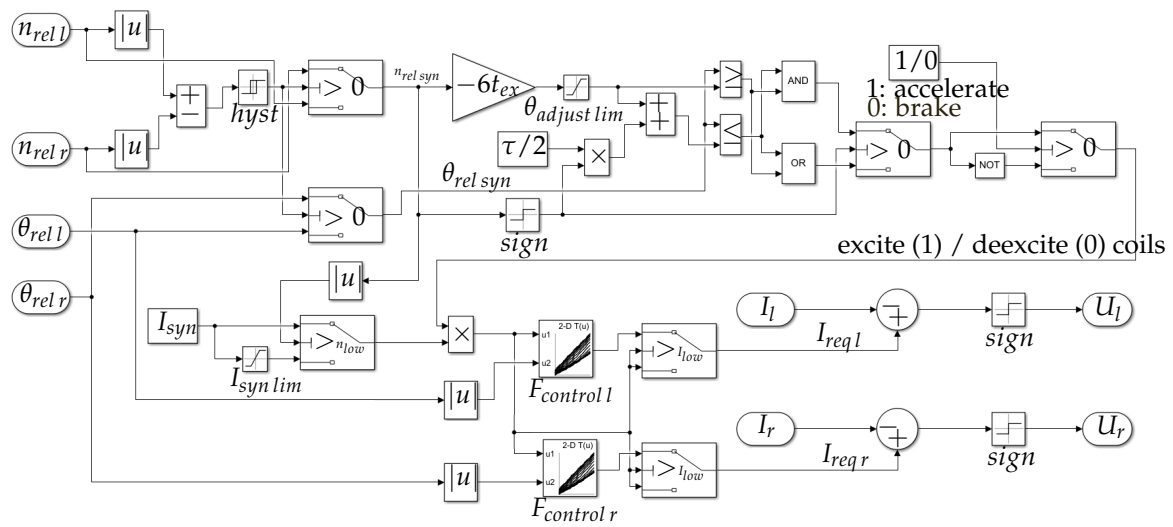 n_rel l
|u|
+
−
hyst
> 0
n_rel syn
−6t_ex
θ_adjust lim
≥
AND
1/0
1: accelerate
0: brake
n_rel r
|u|
τ/2
×
+
+
≤
OR
> 0
NOT
> 0
θ_rel syn
> 0
θ_rel l
sign
excite (1) / deexcite (0) coils
θ_rel r
|u|
I_syn
> n_low
I_syn lim
×
2-D T(u)
u1
u2
F_control l
> I_low
I_req l
I_l
−
+
sign
U_l
|u|
2-D T(u)
u1
u2
F_control r
> I_low
I_req r
I_r
−
+
sign
U_r
|u|